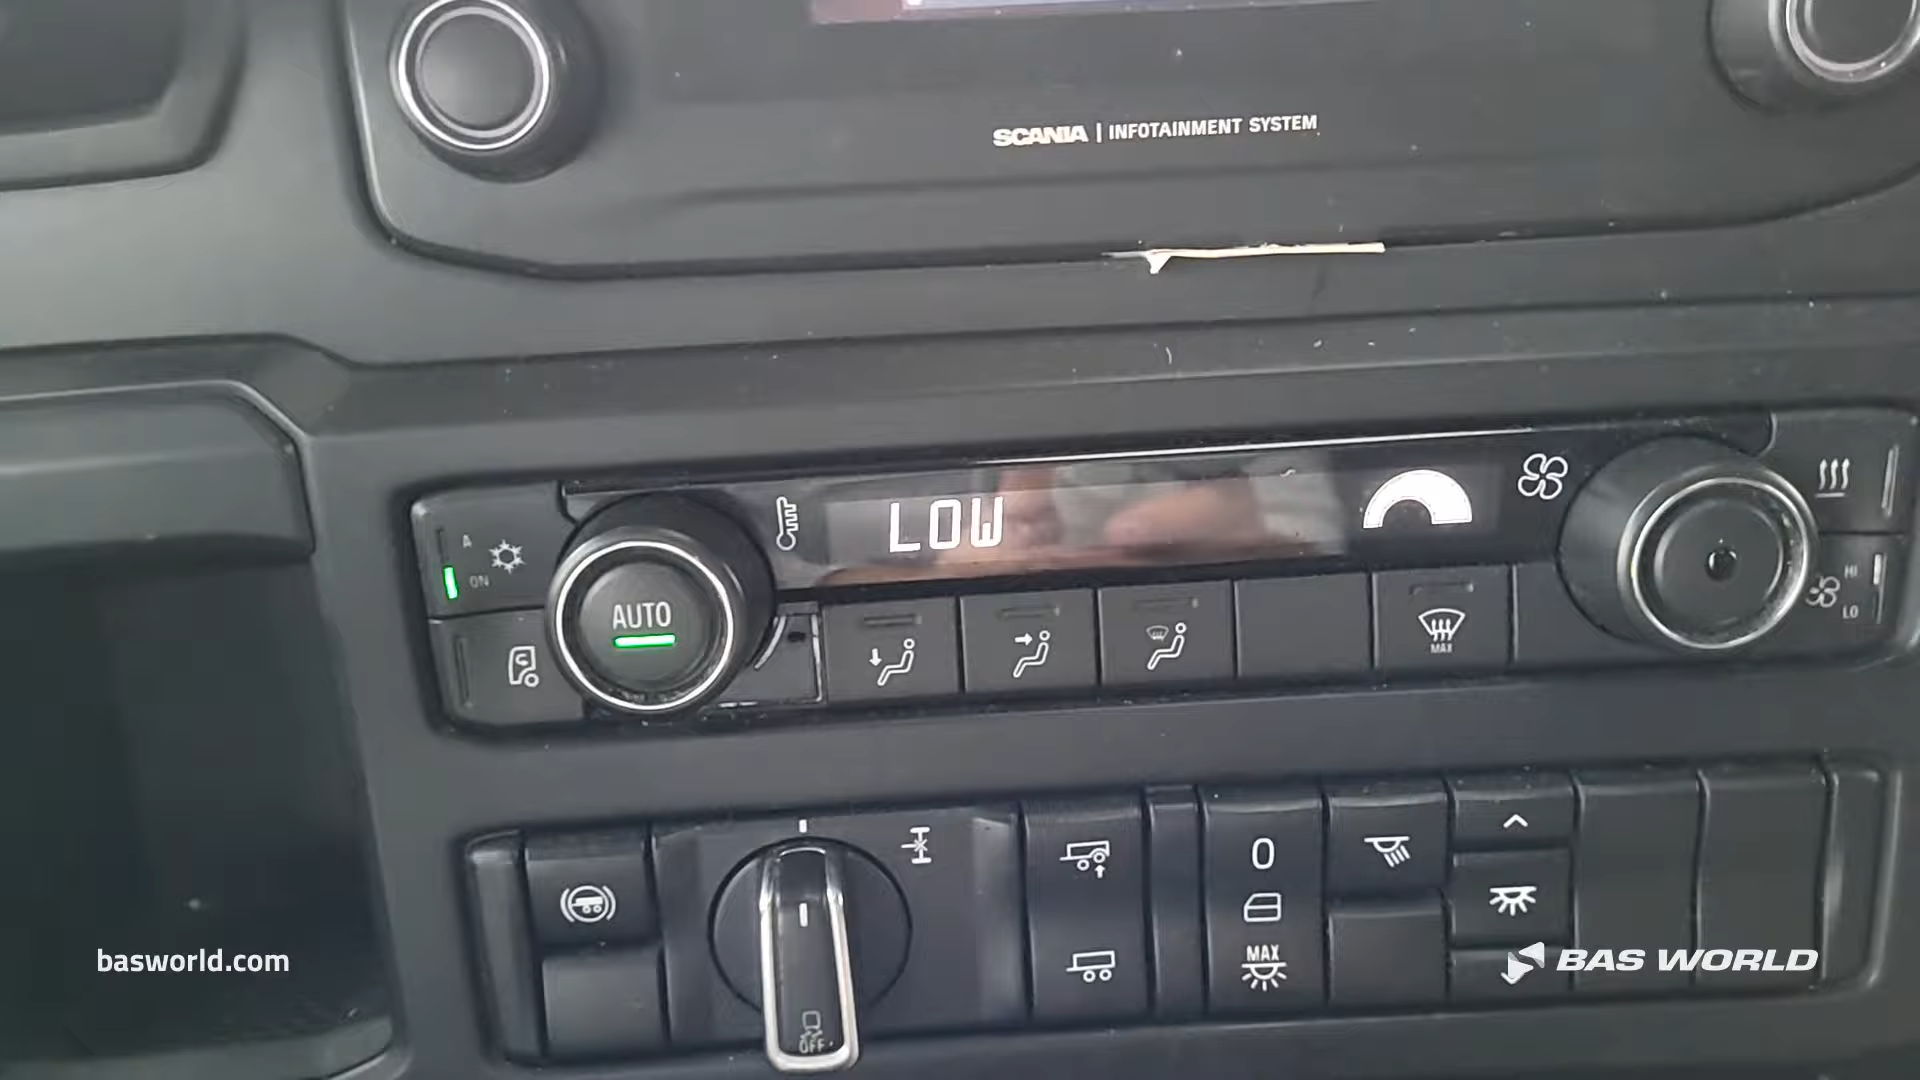 SCANIA | INFOTAINMENT SYSTEM
LOW
A
ON
AUTO
MAX
HI
LO
0
MAX
OFF
basworld.com
BAS WORLD